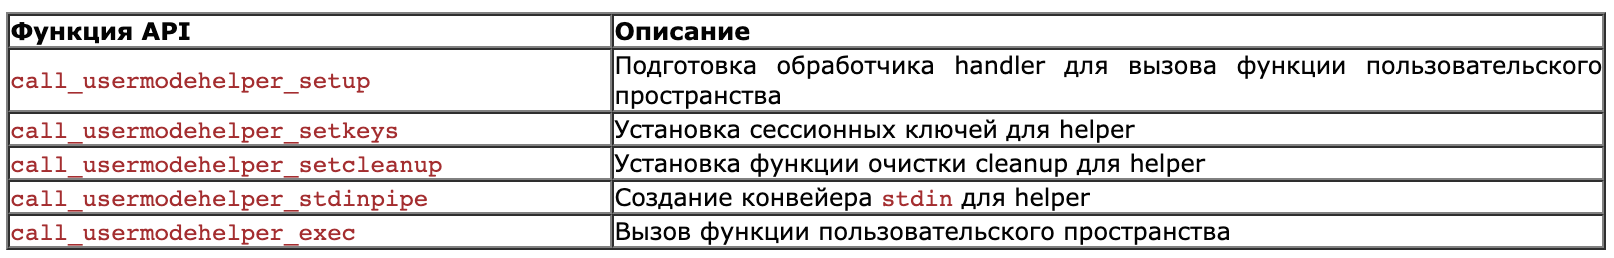 Функция API Описание
call_usermodehelper_setup Подготовка обработчика handler для вызова функции пользовательского
пространства
call_usermodehelper_setkeys Установка сессионных ключей для helper
call_usermodehelper_setcleanup Установка функции очистки cleanup для helper
call_usermodehelper_stdinpipe Создание конвейера stdin для helper
call_usermodehelper_exec Вызов функции пользовательского пространства